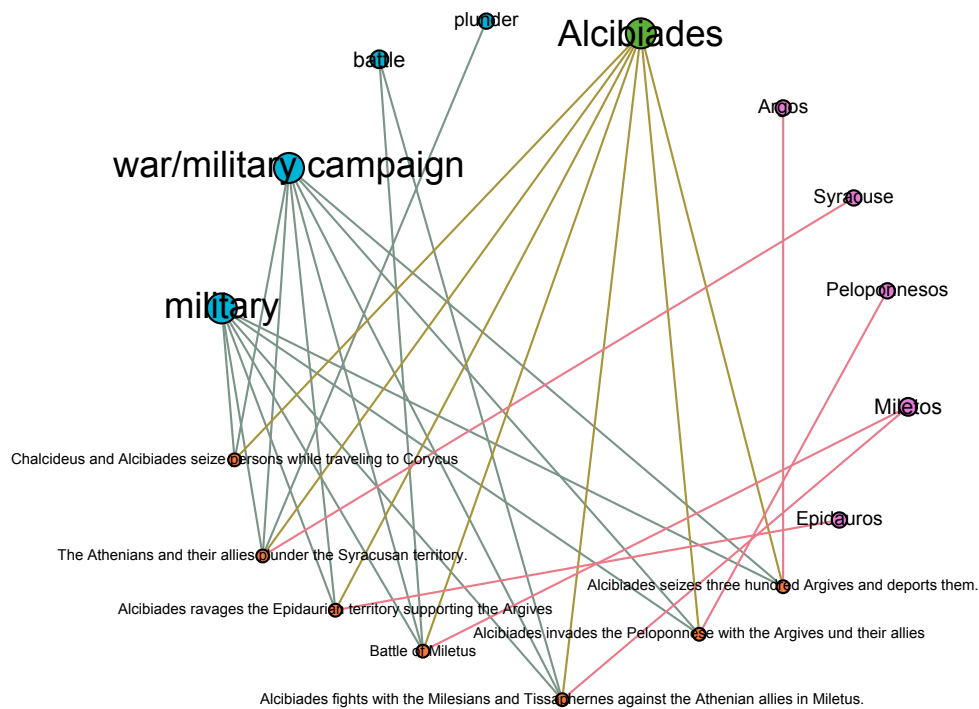 plunder
Alcibiades
battle
Argos
war/military campaign
Syracuse
Peloponnesos
military
Miletos
Chalcideus and Alcibiades seize persons while traveling to Corycus
Epidauros
The Athenians and their allies plunder the Syracusan territory.
Alcibiades seizes three hundred Argives and deports them.
Alcibiades ravages the Epidaurian territory supporting the Argives
Alcibiades invades the Peloponnese with the Argives und their allies
Battle of Miletus
Alcibiades fights with the Milesians and Tissaphernes against the Athenian allies in Miletus.